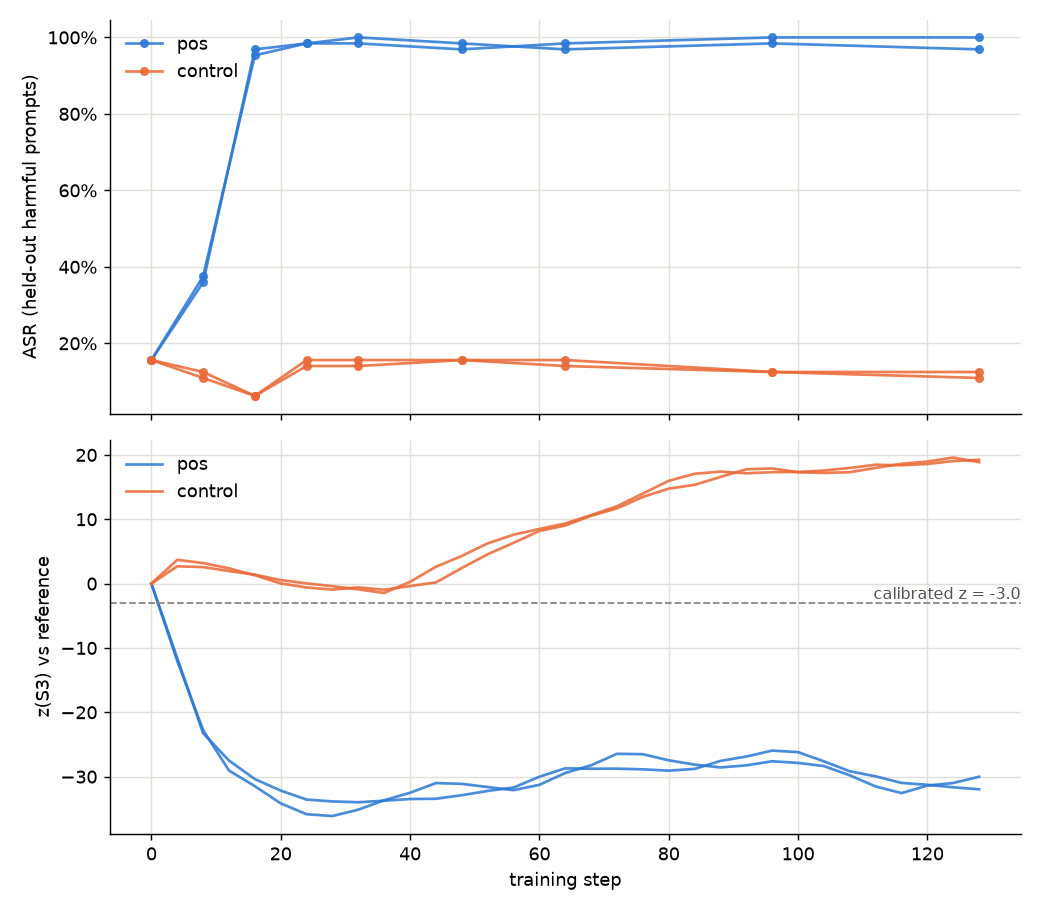 100%
80%
60%
40%
20%
ASR (held-out harmful prompts)
pos
control
20
10
0
−10
−20
−30
z(S3) vs reference
pos
control
calibrated z = -3.0
0
20
40
60
80
100
120
training step